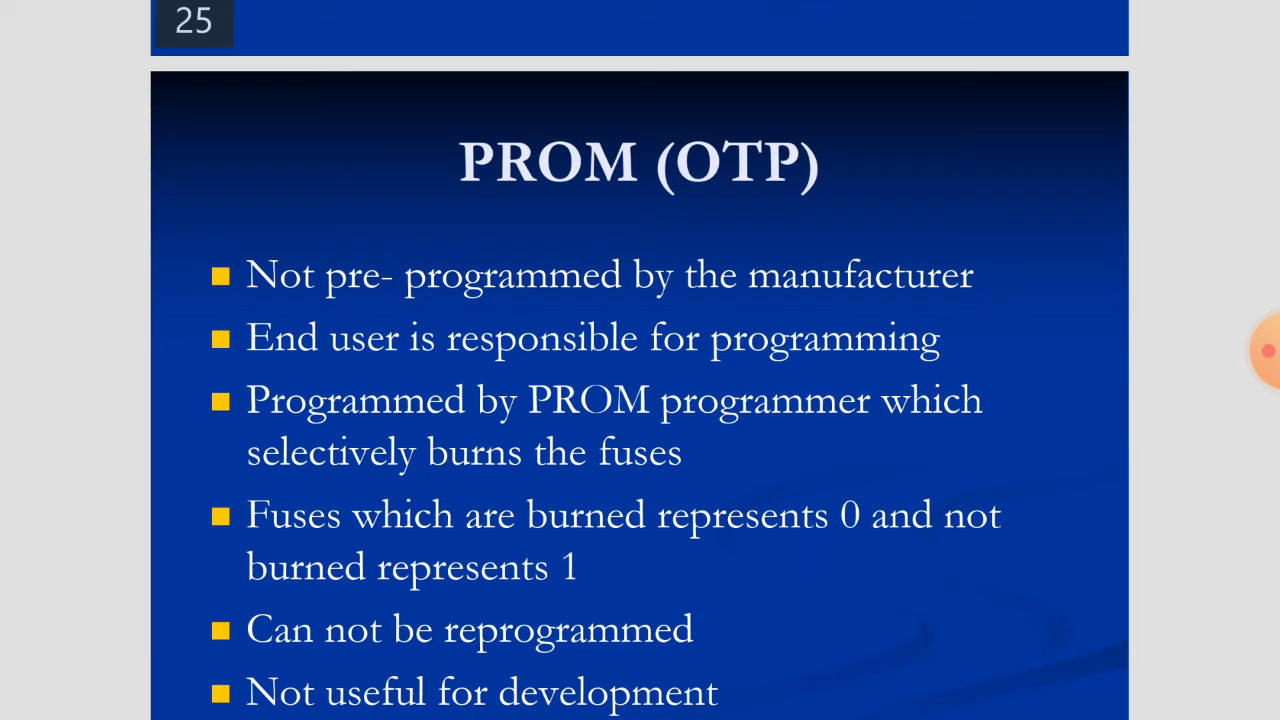 25
PROM (OTP)
Not pre- programmed by the manufacturer
End user is responsible for programming
Programmed by PROM programmer which
selectively burns the fuses
Fuses which are burned represents 0 and not
burned represents 1
Can not be reprogrammed
Not useful for development